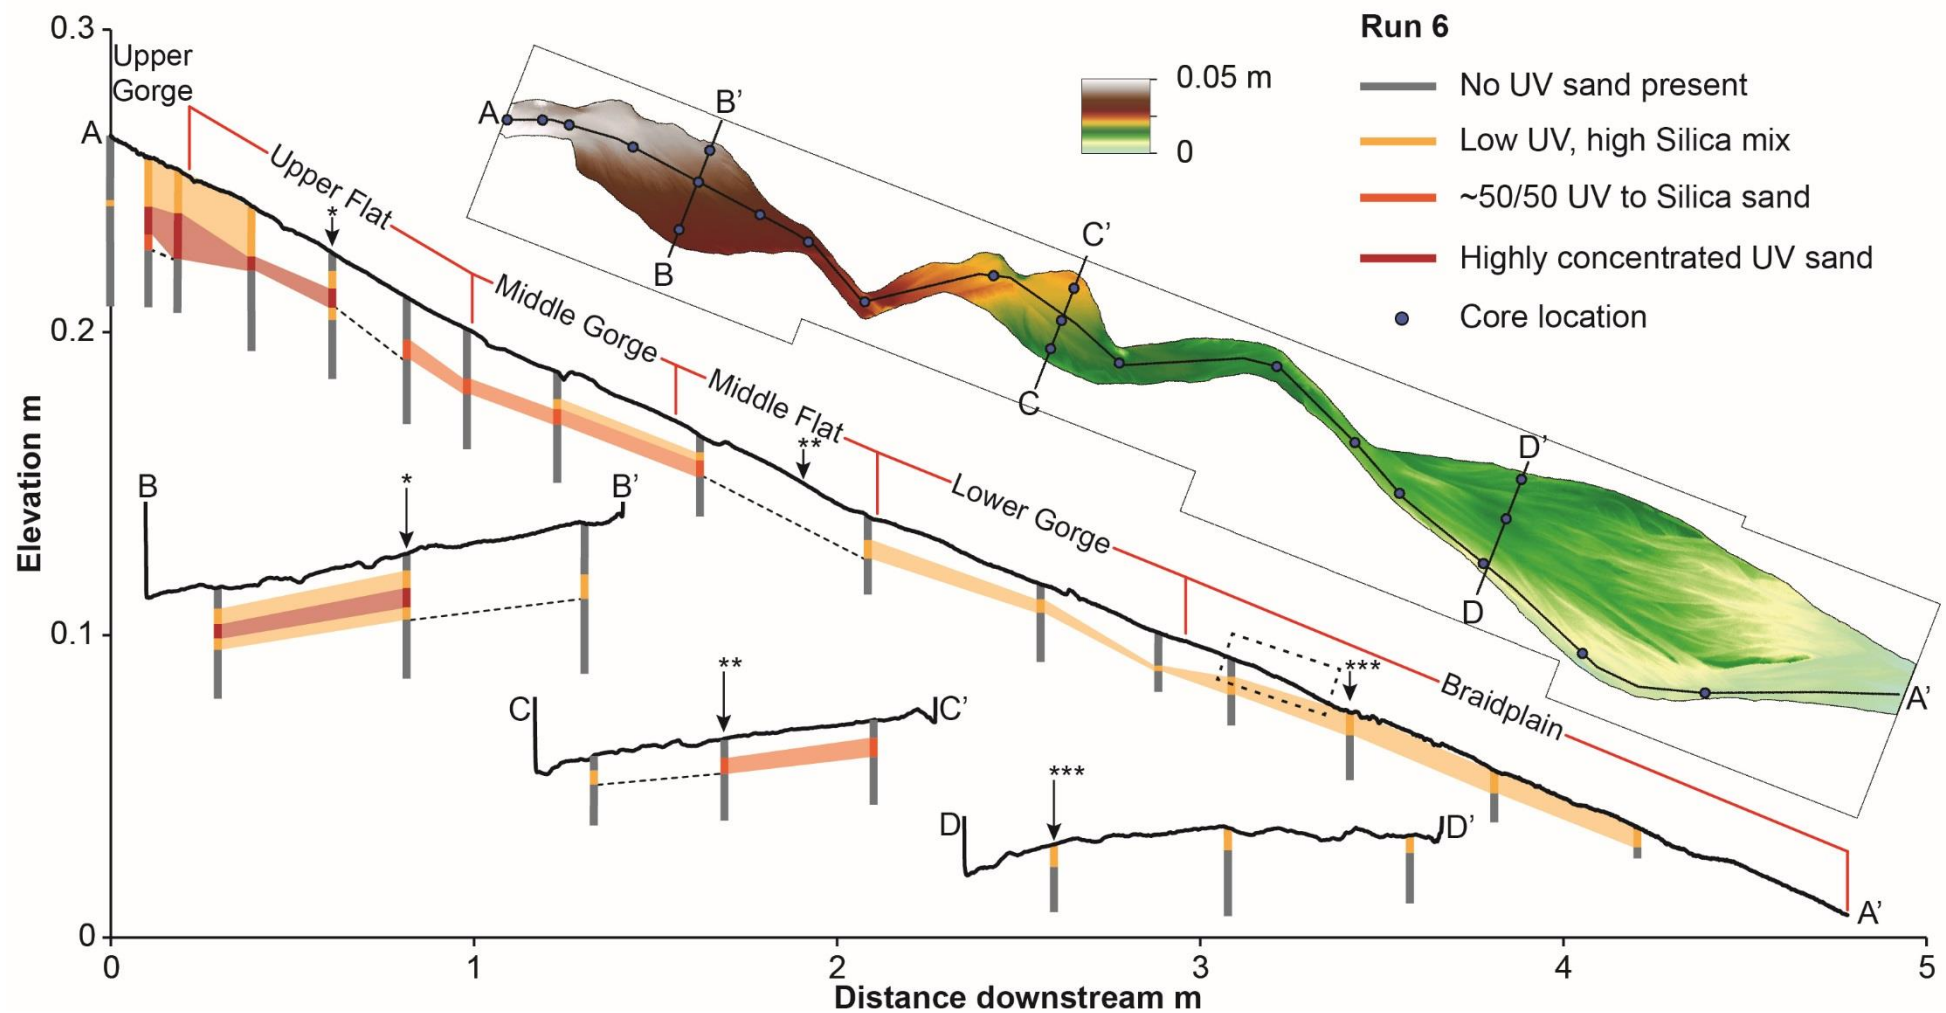 0.3
Upper
Gorge
A
Upper Flat
*
Middle Gorge
Middle Flat
**
Lower Gorge
Braidplain
***
A’
0.2
0.1
0
Elevation m
0
1
2
3
4
5
Distance downstream m
B
*
B’
C
**
C’
D
***
D’
A
B’
B
C’
C
D’
D
A’
0.05 m
0
Run 6
No UV sand present
Low UV, high Silica mix
~50/50 UV to Silica sand
Highly concentrated UV sand
Core location